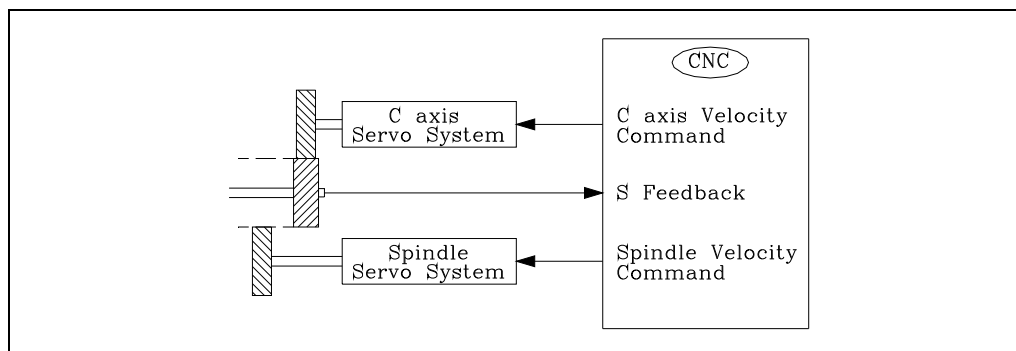 CNC
C axis
Servo System
C axis Velocity
Command
S Feedback
Spindle
Servo System
Spindle Velocity
Command